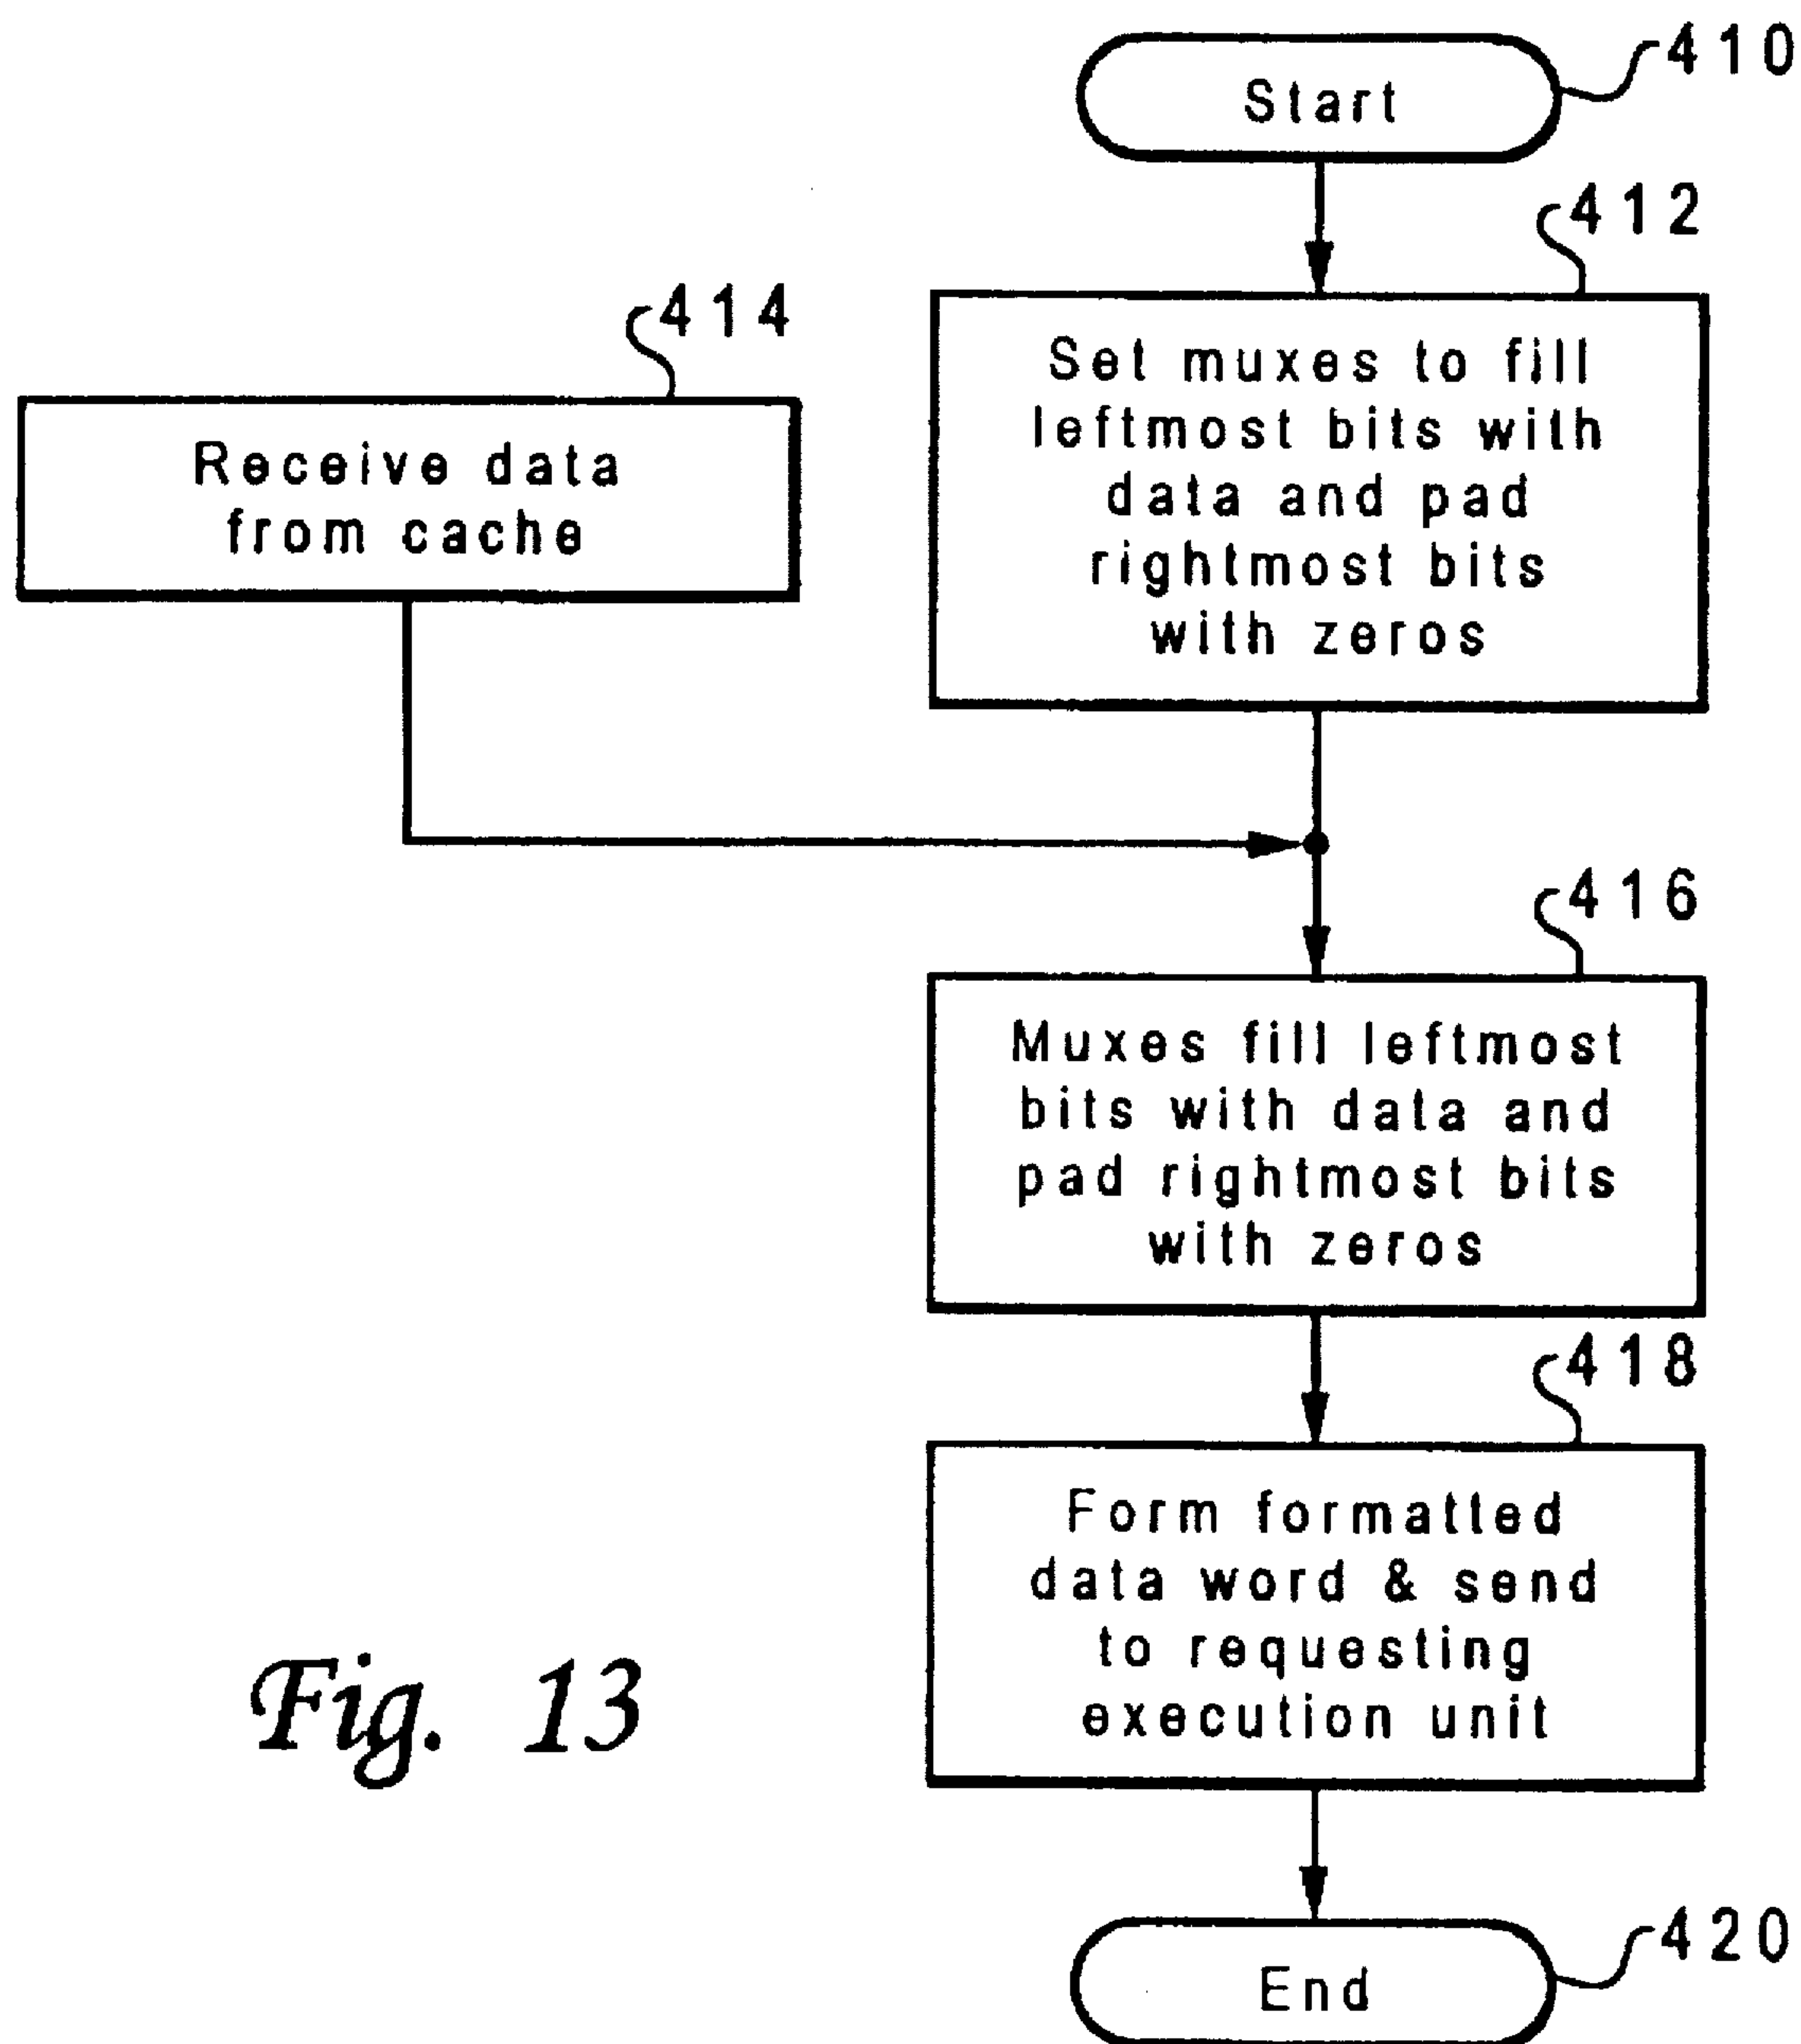 410
Start
412
Set muxes to fill
leftmost bits with
data and pad
rightmost bits
with zeros
414
Receive data
from cache
416
Muxes fill leftmost
bits with data and
pad rightmost bits
with zeros
418
Form formatted
data word & send
to requesting
execution unit
420
End
Fig. 13